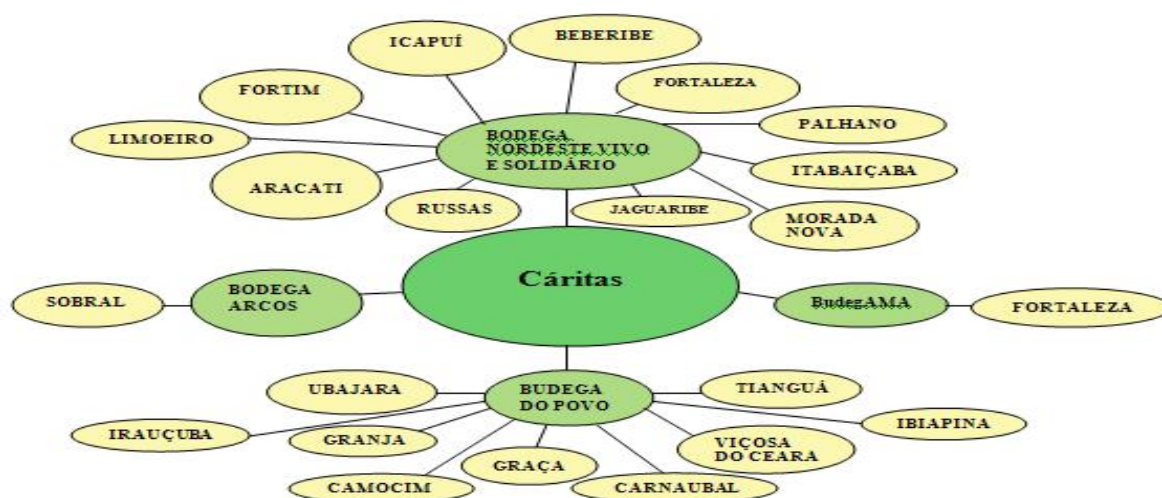 ICAPUÍ
BEBERIBE
FORTIM
FORTALEZA
LIMOEIRO
BODEGA
NORDESTE VIVO
E SOLIDÁRIO
PALHANO
ITABAIÇABA
ARACATI
RUSSAS
JAGUARIBE
MORADA
NOVA
Cáritas
SOBRAL
BODEGA
ARCOS
BudegAMA
FORTALEZA
UBAJARA
BUDEGA
DO POVO
TIANGUÁ
IRAUÇUBA
GRANJA
IBIAPINA
VIÇOSA
DO CEARA
GRAÇA
CAMOCIM
CARNAUBAL